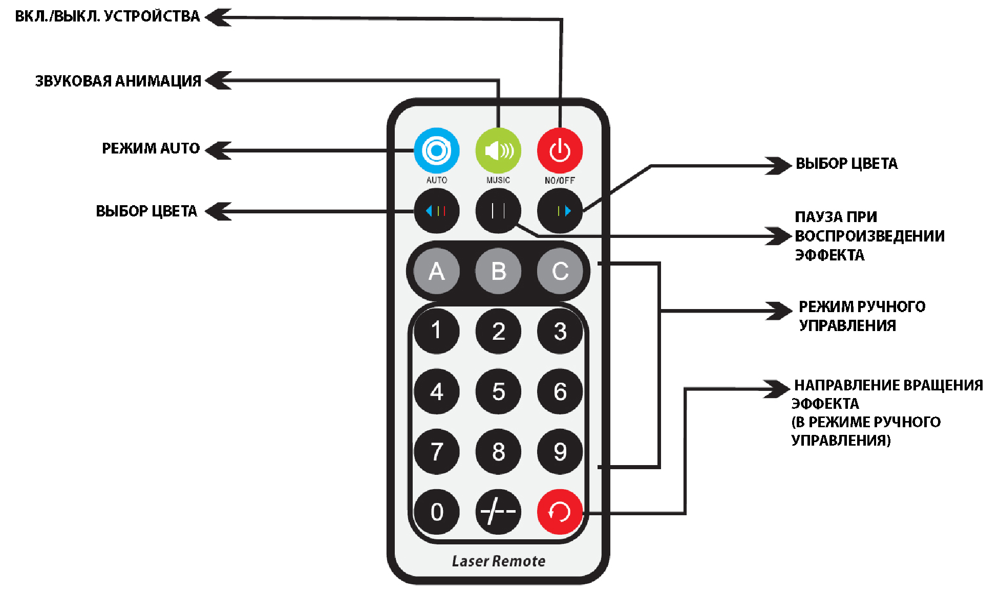 ВКЛ./ВЫКЛ. УСТРОЙСТВА
ЗВУКОВАЯ АНИМАЦИЯ
РЕЖИМ AUTO
ВЫБОР ЦВЕТА
AUTO
MUSIC
NO/OFF
A
B
C
1
2
3
4
5
6
7
8
9
0
-/--
Laser Remote
ВЫБОР ЦВЕТА
ПАУЗА ПРИ
ВОСПРОИЗВЕДЕНИИ
ЭФФЕКТА
РЕЖИМ РУЧНОГО
УПРАВЛЕНИЯ
НАПРАВЛЕНИЕ ВРАЩЕНИЯ
ЭФФЕКТА
(В РЕЖИМЕ РУЧНОГО
УПРАВЛЕНИЯ)